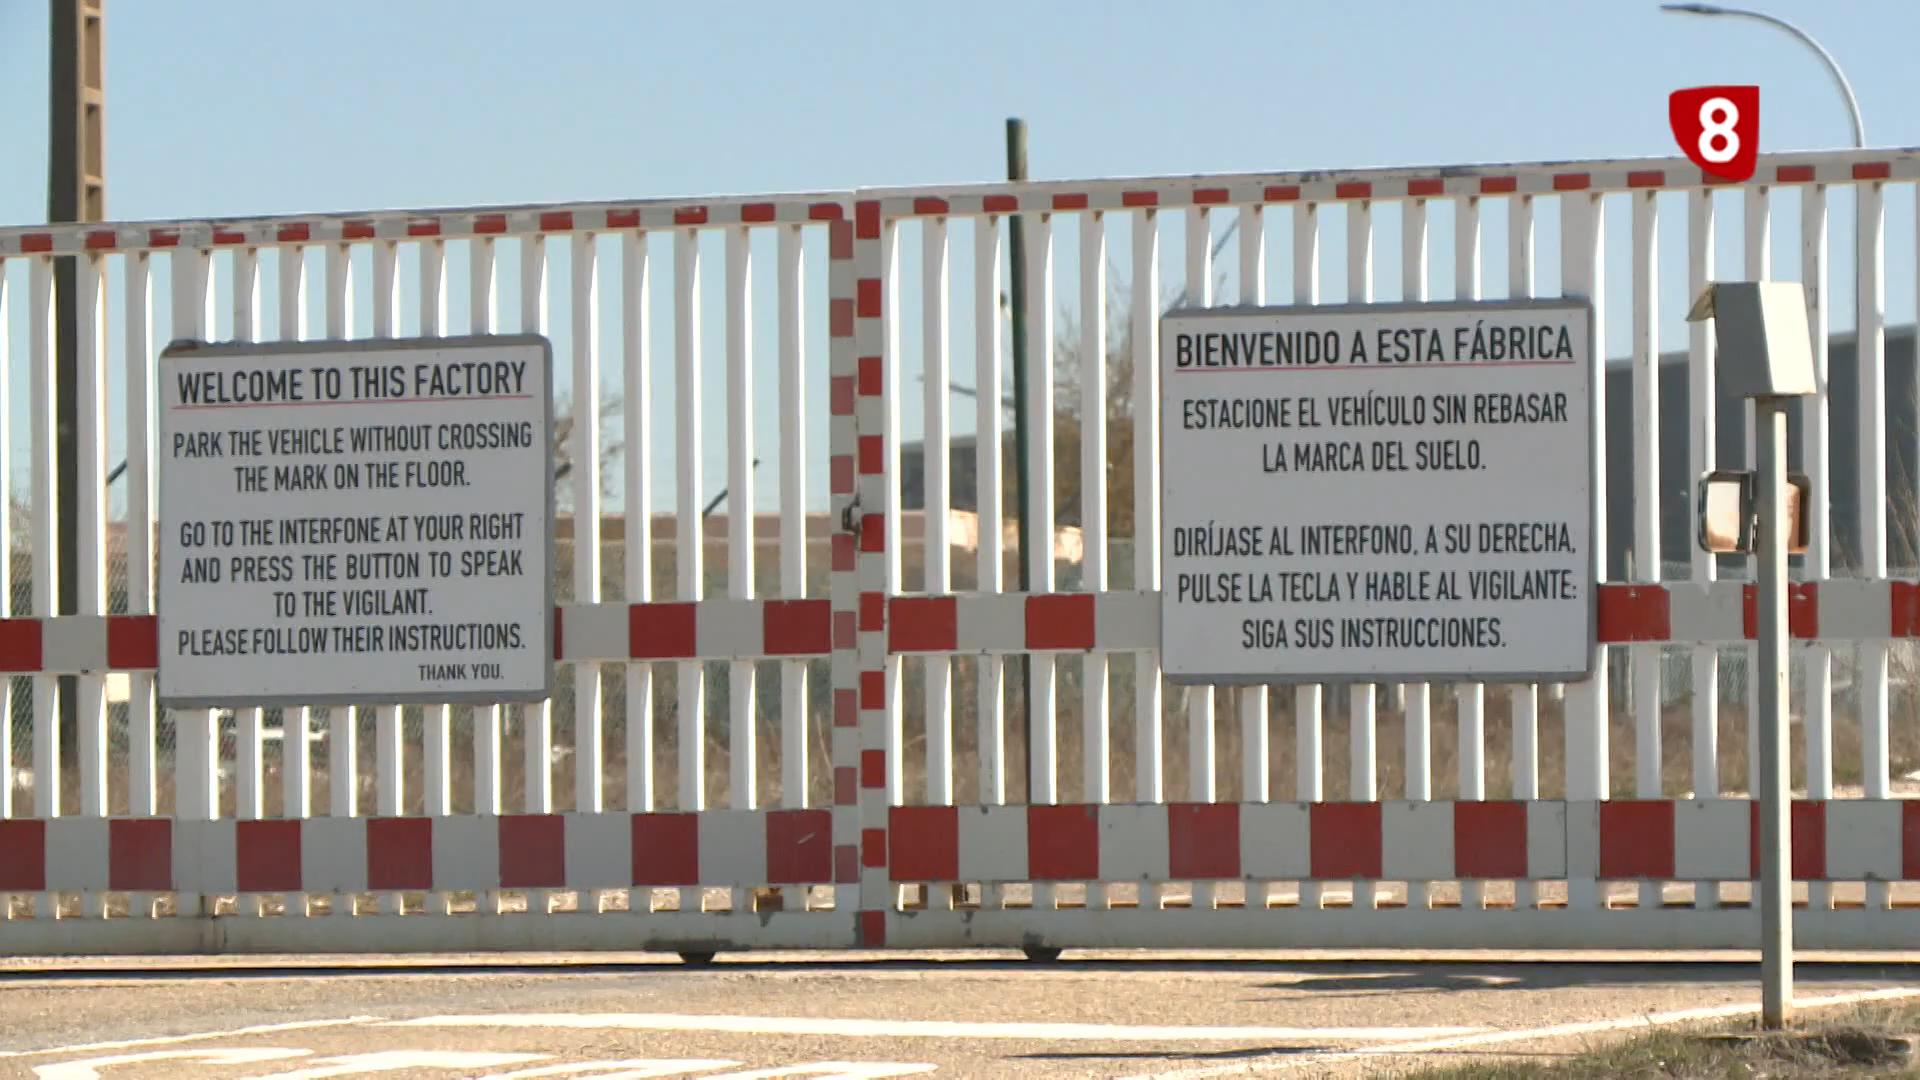 8
WELCOME TO THIS FACTORY
PARK THE VEHICLE WITHOUT CROSSING
THE MARK ON THE FLOOR.
GO TO THE INTERFONE AT YOUR RIGHT
AND PRESS THE BUTTON TO SPEAK
TO THE VIGILANT.
PLEASE FOLLOW THEIR INSTRUCTIONS.
THANK YOU.
BIENVENIDO A ESTA FÁBRICA
ESTACIONE EL VEHÍCULO SIN REBASAR
LA MARCA DEL SUELO.
DIRÍJASE AL INTERFONO, A SU DERECHA,
PULSE LA TECLA Y HABLE AL VIGILANTE:
SIGA SUS INSTRUCCIONES.